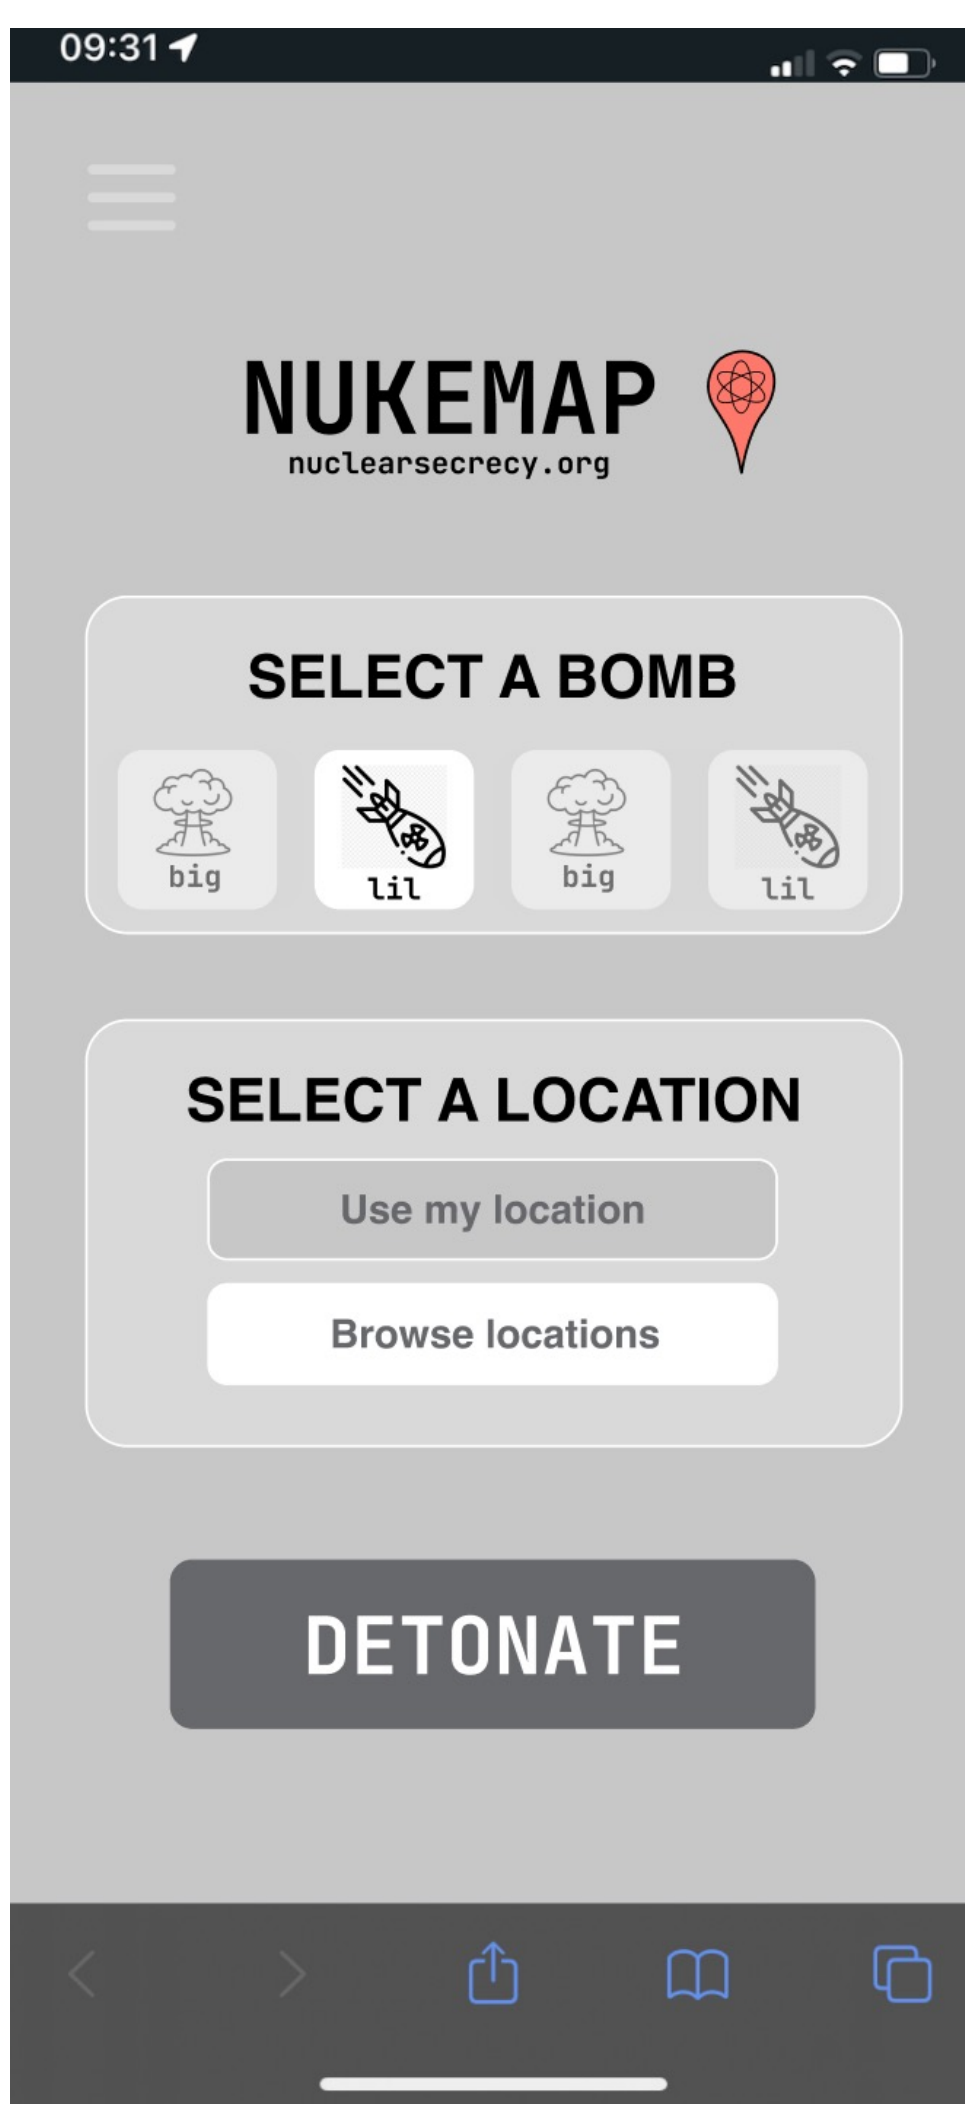 09:31
NUKEMAP
nuclearsecrecy.org
SELECT A BOMB
big lil big lil
SELECT A LOCATION
Use my location
Browse locations
DETONATE